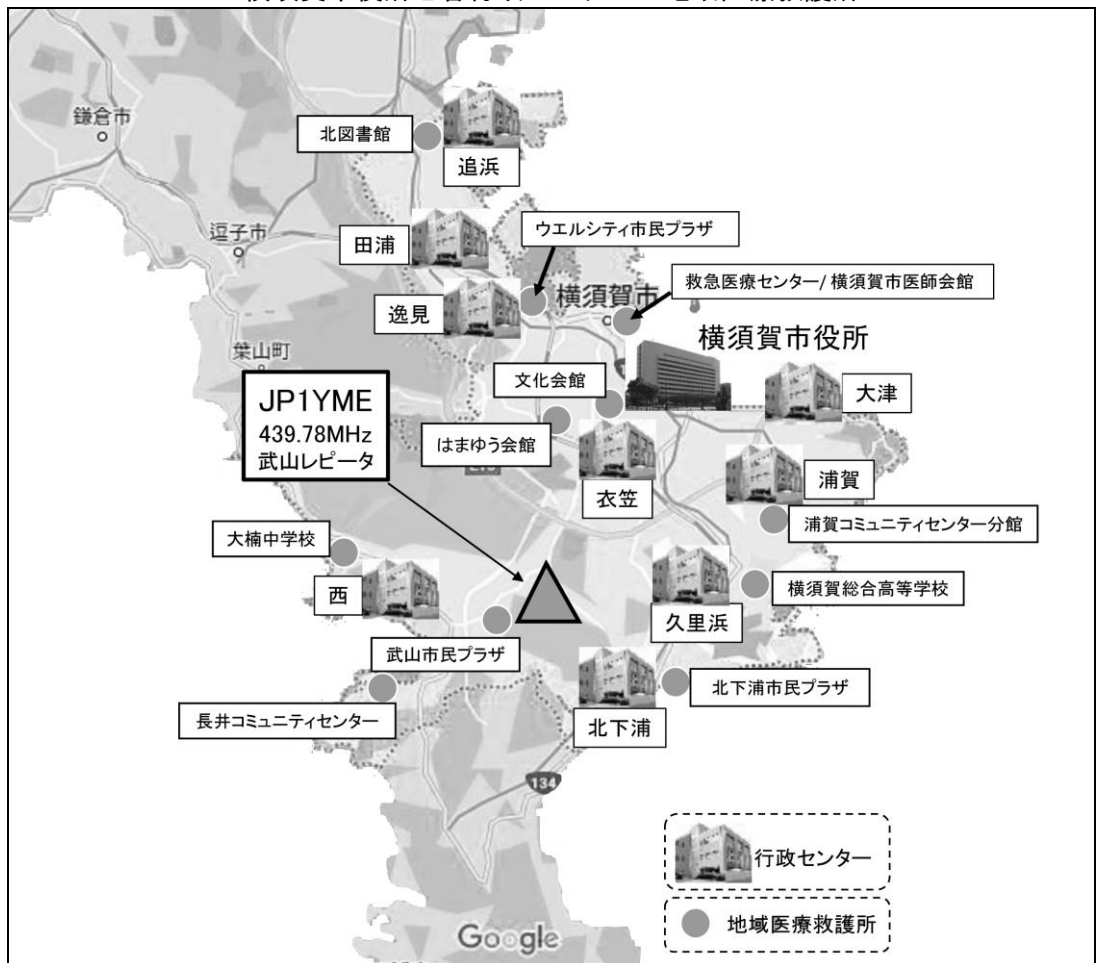 鎌倉市
北図書館
追浜
逗子市
田浦
ウエルシティ市民プラザ
逸見
横須賀市
救急医療センター/横須賀市医師会館
横須賀市役所
葉山町
文化会館
大津
JP1YME
439.78MHz
武山レピータ
はまゆう会館
衣笠
浦賀
浦賀コミュニティセンター分館
大楠中学校
西
横須賀総合高等学校
久里浜
武山市民プラザ
北下浦市民プラザ
長井コミュニティセンター
北下浦
134
行政センター
地域医療救護所
Google